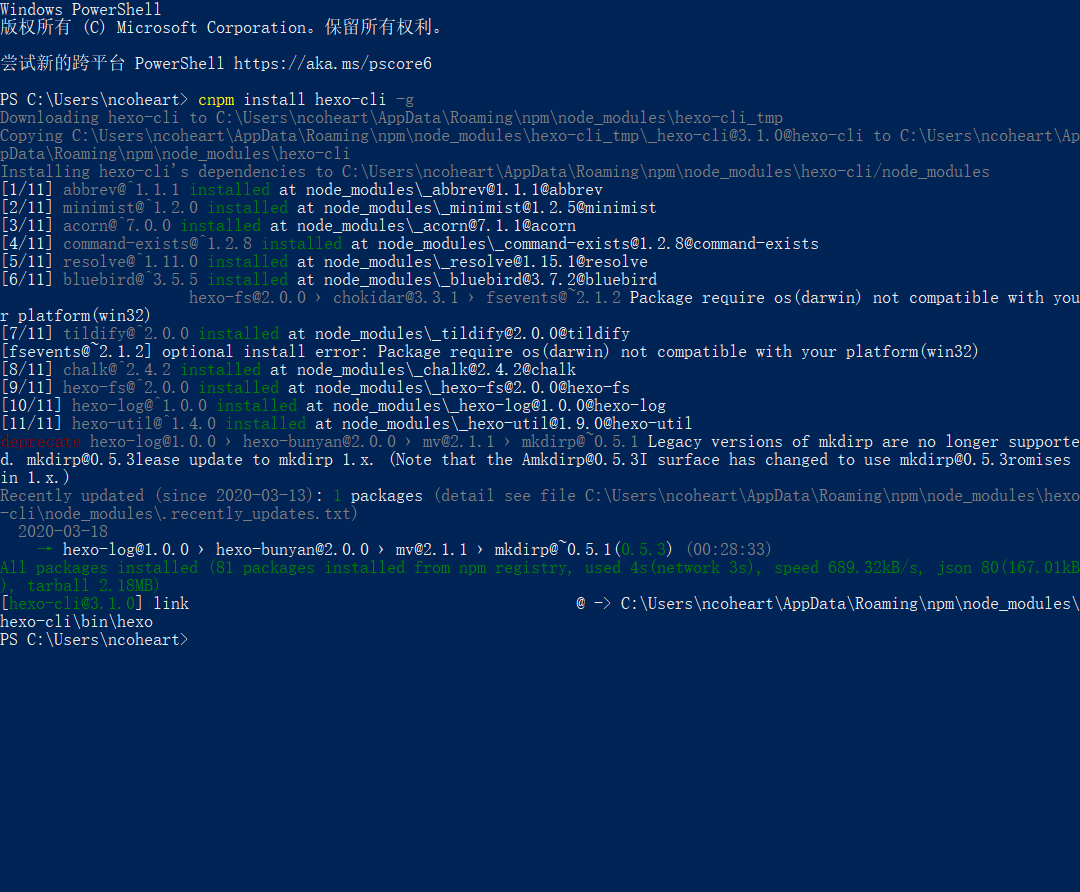 Windows PowerShell
版权所有 (C) Microsoft Corporation。保留所有权利。
尝试新的跨平台 PowerShell https://aka.ms/pscore6
PS C:\Users\ncoheart> cnpm install hexo-cli -g
Downloading hexo-cli to C:\Users\ncoheart\AppData\Roaming\npm\node_modules\hexo-cli_tmp
Copying C:\Users\ncoheart\AppData\Roaming\npm\node_modules\hexo-cli_tmp\_hexo-cli@3.1.0@hexo-cli to C:\Users\ncoheart\Ap
pData\Roaming\npm\node_modules\hexo-cli
Installing hexo-cli's dependencies to C:\Users\ncoheart\AppData\Roaming\npm\node_modules\hexo-cli/node_modules
[1/11] abbrev@^1.1.1 installed at node_modules\_abbrev@1.1.1@abbrev
[2/11] minimist@^1.2.0 installed at node_modules\_minimist@1.2.5@minimist
[3/11] acorn@^7.0.0 installed at node_modules\_acorn@7.1.1@acorn
[4/11] command-exists@^1.2.8 installed at node_modules\_command-exists@1.2.8@command-exists
[5/11] resolve@^1.11.0 installed at node_modules\_resolve@1.15.1@resolve
[6/11] bluebird@^3.5.5 installed at node_modules\_bluebird@3.7.2@bluebird
hexo-fs@2.0.0 › chokidar@3.3.1 › fsevents@~2.1.2 Package require os(darwin) not compatible with you
r platform(win32)
[7/11] tildify@^2.0.0 installed at node_modules\_tildify@2.0.0@tildify
[fsevents@~2.1.2] optional install error: Package require os(darwin) not compatible with your platform(win32)
[8/11] chalk@^2.4.2 installed at node_modules\_chalk@2.4.2@chalk
[9/11] hexo-fs@^2.0.0 installed at node_modules\_hexo-fs@2.0.0@hexo-fs
[10/11] hexo-log@^1.0.0 installed at node_modules\_hexo-log@1.0.0@hexo-log
[11/11] hexo-util@^1.4.0 installed at node_modules\_hexo-util@1.9.0@hexo-util
deprecate hexo-log@1.0.0 › hexo-bunyan@2.0.0 › mv@2.1.1 › mkdirp@~0.5.1 Legacy versions of mkdirp are no longer supporte
d. mkdirp@0.5.3lease update to mkdirp 1.x. (Note that the Amkdirp@0.5.3I surface has changed to use mkdirp@0.5.3romises
in 1.x.)
Recently updated (since 2020-03-13): 1 packages (detail see file C:\Users\ncoheart\AppData\Roaming\npm\node_modules\hexo
-cli\node_modules\.recently_updates.txt)
2020-03-18
→ hexo-log@1.0.0 › hexo-bunyan@2.0.0 › mv@2.1.1 › mkdirp@~0.5.1(0.5.3) (00:28:33)
All packages installed (81 packages installed from npm registry, used 4s(network 3s), speed 689.32kB/s, json 80(167.01kB
), tarball 2.18MB)
[hexo-cli@3.1.0] link @ -> C:\Users\ncoheart\AppData\Roaming\npm\node_modules\
hexo-cli\bin\hexo
PS C:\Users\ncoheart>